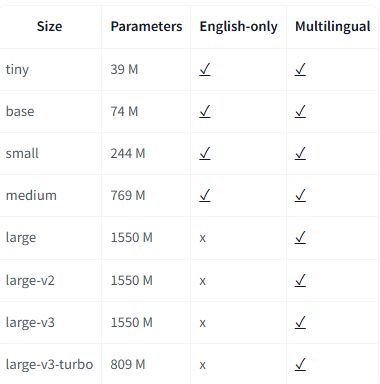 Size Parameters English-only Multilingual
tiny 39 M ✓ ✓
base 74 M ✓ ✓
small 244 M ✓ ✓
medium 769 M ✓ ✓
large 1550 M x ✓
large-v2 1550 M x ✓
large-v3 1550 M x ✓
large-v3-turbo 809 M x ✓